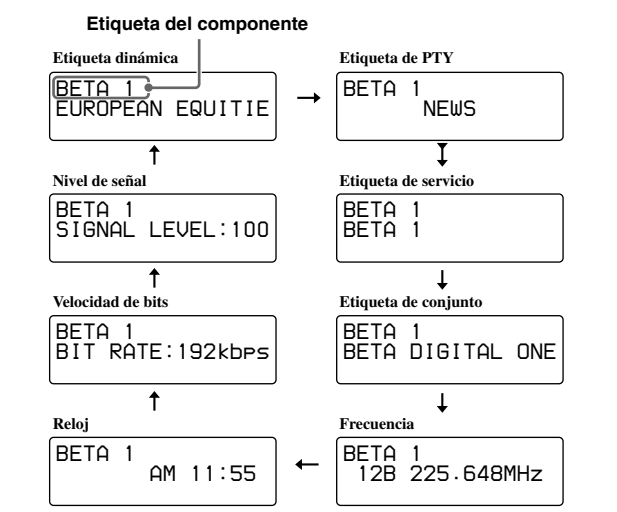 Etiqueta del componente
Etiqueta dinámica
BETA 1
EUROPEAN EQUITIE
Etiqueta de PTY
BETA 1
NEWS
Etiqueta de servicio
BETA 1
BETA 1
Etiqueta de conjunto
BETA 1
BETA DIGITAL ONE
Frecuencia
BETA 1
12B 225.648MHz
Reloj
BETA 1
AM 11:55
Velocidad de bits
BETA 1
BIT RATE:192kbps
Nivel de señal
BETA 1
SIGNAL LEVEL:100